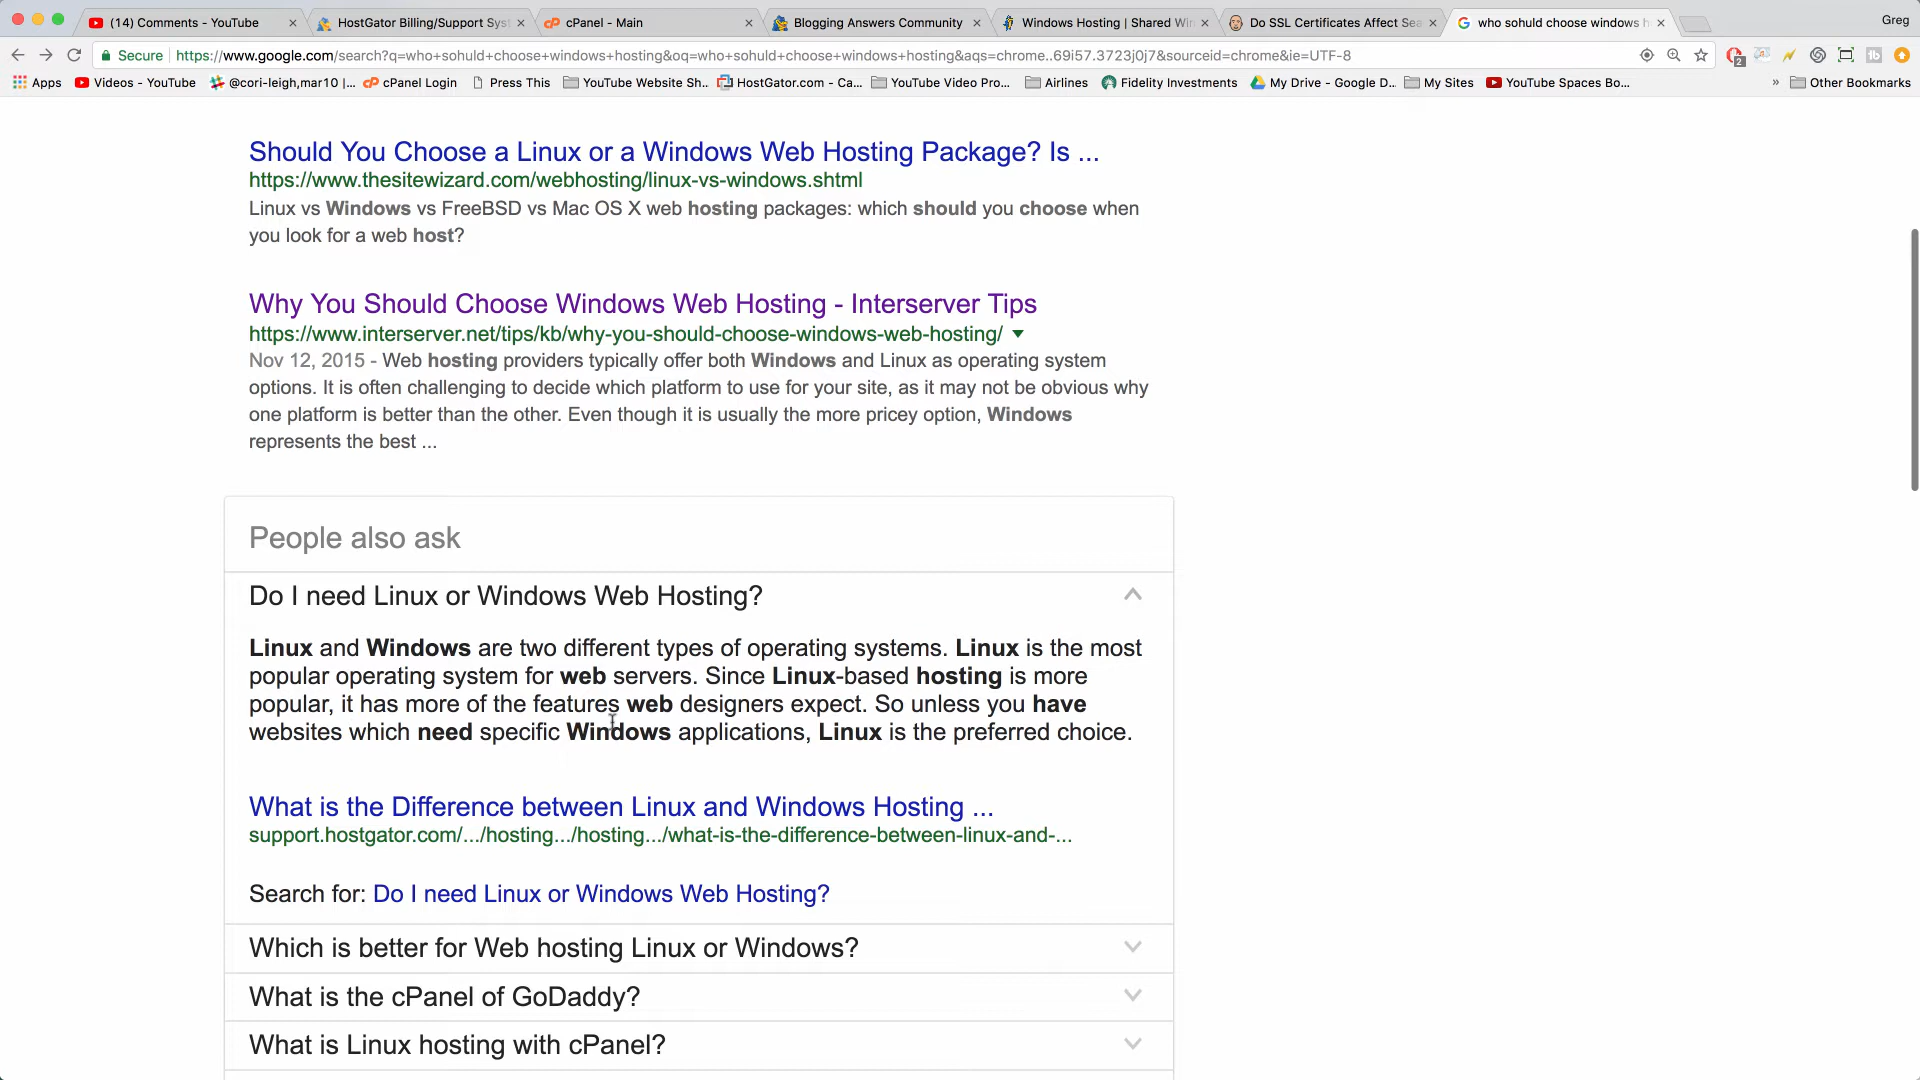 (14) Comments - YouTube
HostGator Billing/Support Sys
cPanel - Main
Blogging Answers Community
Windows Hosting | Shared Win
Do SSL Certificates Affect Sea
who sohuld choose windows h
Greg
Secure
https://www.google.com/search?q=who+sohuld+choose+windows+hosting&oq=who+sohuld+choose+windows+hosting&aqs=chrome..69i57.3723j0j7&sourceid=chrome&ie=UTF-8
2
Apps
Videos - YouTube
@cori-leigh,mar10 |...
cPanel Login
Press This
YouTube Website Sh..
HostGator.com - Ca...
YouTube Video Pro...
Airlines
Fidelity Investments
My Drive - Google D...
My Sites
YouTube Spaces Bo...
»
Other Bookmarks
Should You Choose a Linux or a Windows Web Hosting Package? Is ...
https://www.thesitewizard.com/webhosting/linux-vs-windows.shtml
Linux vs Windows vs FreeBSD vs Mac OS X web hosting packages: which should you choose when
you look for a web host?
Why You Should Choose Windows Web Hosting - Interserver Tips
https://www.interserver.net/tips/kb/why-you-should-choose-windows-web-hosting/
Nov 12, 2015 - Web hosting providers typically offer both Windows and Linux as operating system
options. It is often challenging to decide which platform to use for your site, as it may not be obvious why
one platform is better than the other. Even though it is usually the more pricey option, Windows
represents the best ...
People also ask
Do I need Linux or Windows Web Hosting?
Linux and Windows are two different types of operating systems. Linux is the most
popular operating system for web servers. Since Linux-based hosting is more
popular, it has more of the features web designers expect. So unless you have
websites which need specific Windows applications, Linux is the preferred choice.
What is the Difference between Linux and Windows Hosting ...
support.hostgator.com/.../hosting.../hosting.../what-is-the-difference-between-linux-and-...
Search for: Do I need Linux or Windows Web Hosting?
Which is better for Web hosting Linux or Windows?
What is the cPanel of GoDaddy?
What is Linux hosting with cPanel?